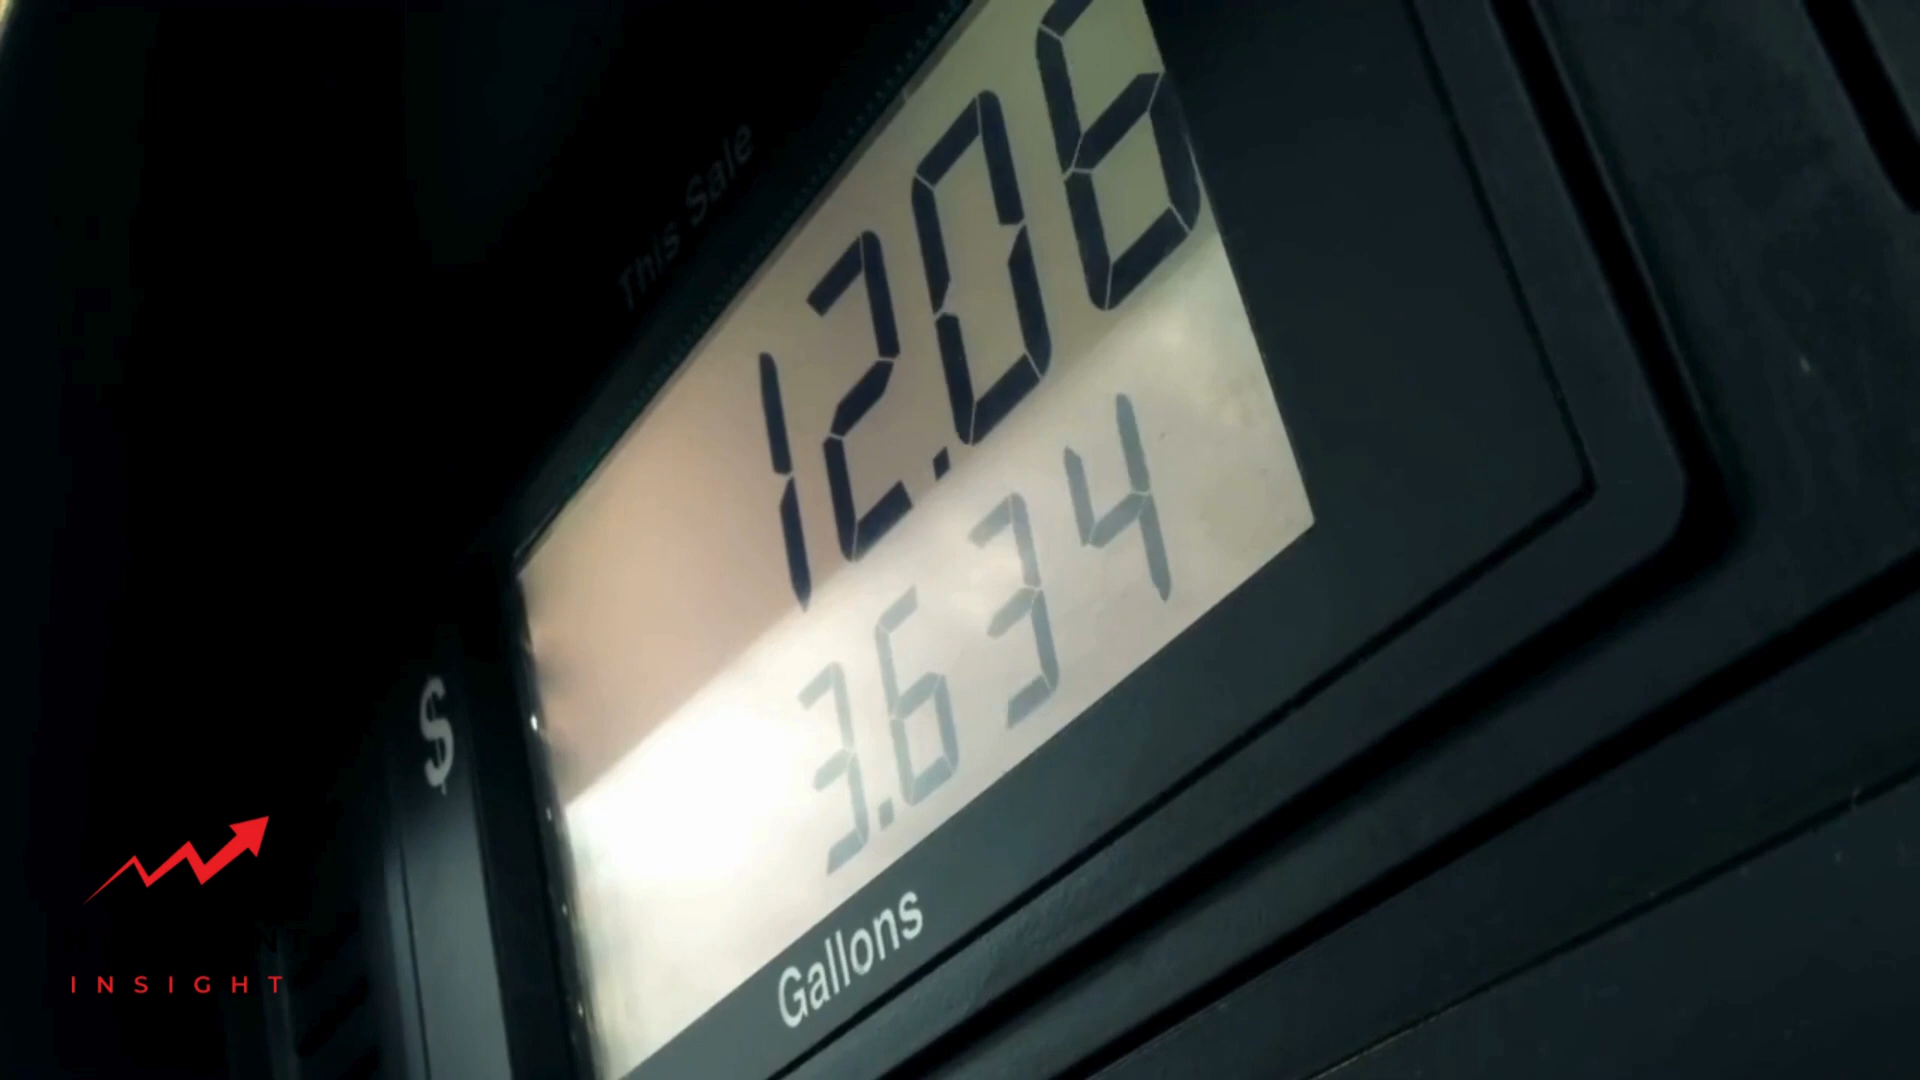 This Sale
12.06
$
3.634
Gallons
INSIGHT